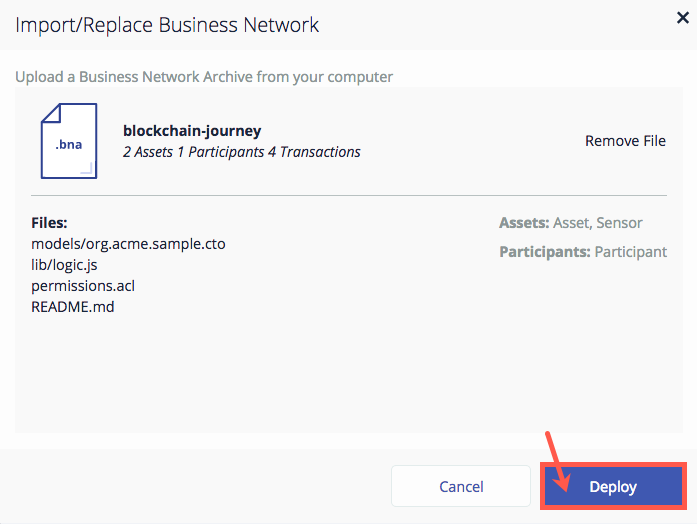 Import/Replace Business Network
Upload a Business Network Archive from your computer
.bna
blockchain-journey
2 Assets 1 Participants 4 Transactions
Remove File
Files:
models/org.acme.sample.cto
lib/logic.js
permissions.acl
README.md
Assets: Asset, Sensor
Participants: Participant
Cancel
Deploy